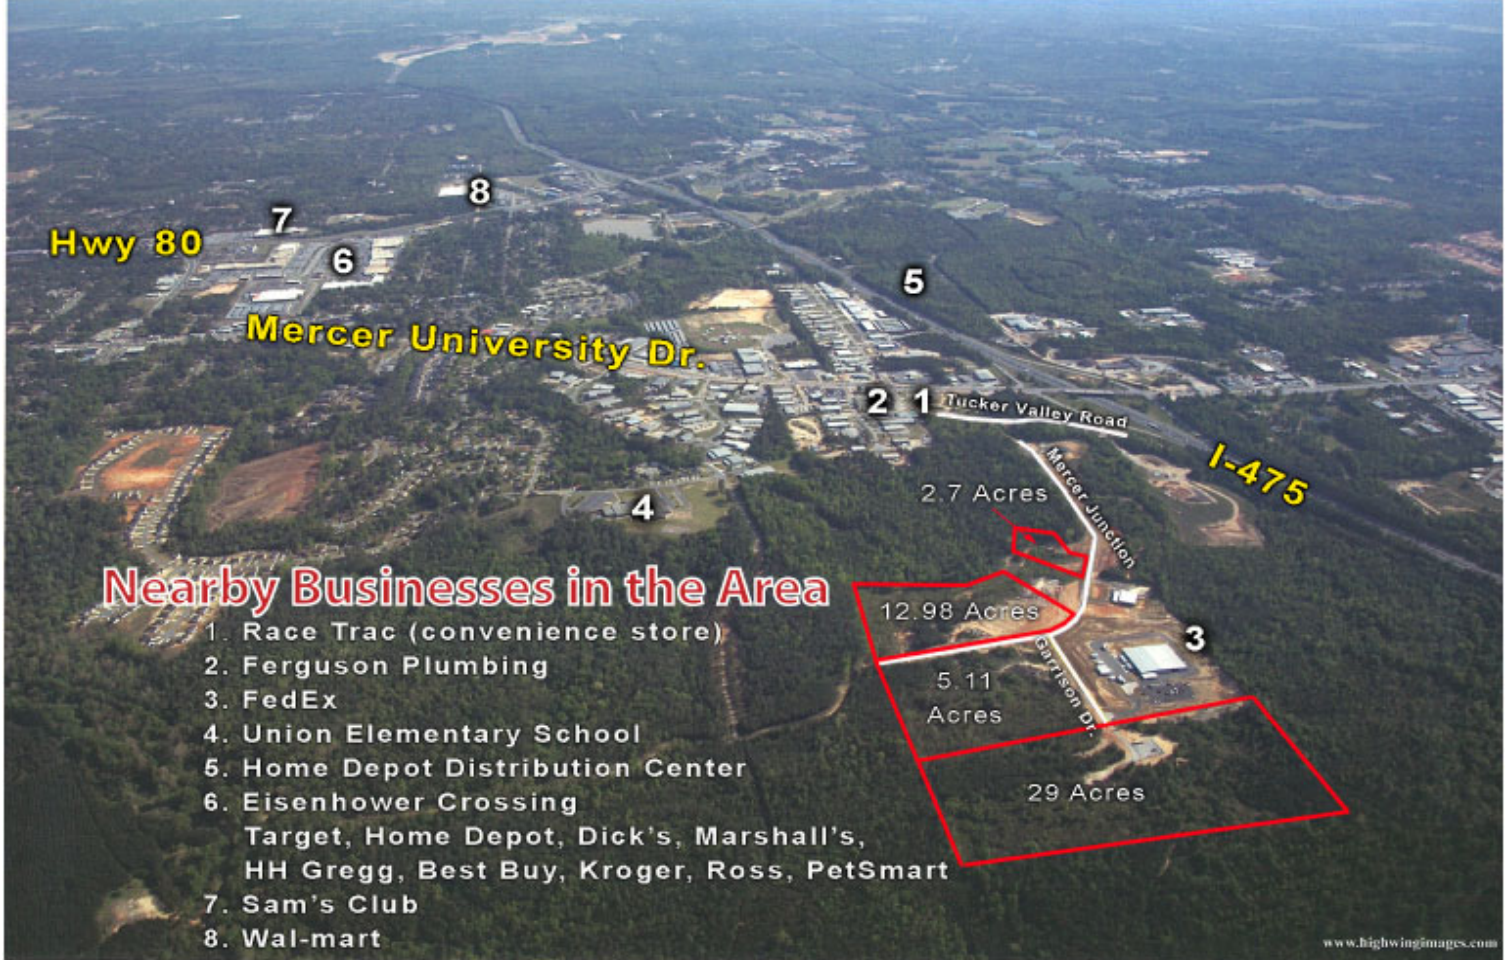 8
7
Hwy 80
6
5
Mercer University Dr.
2
1
Tucker Valley Road
I-475
Mercer Junction
2.7 Acres
4
12.98 Acres
3
Garrison Dr.
5.11
Acres
29 Acres
Nearby Businesses in the Area
1. Race Trac (convenience store)
2. Ferguson Plumbing
3. FedEx
4. Union Elementary School
5. Home Depot Distribution Center
6. Eisenhower Crossing
Target, Home Depot, Dick's, Marshall's,
HH Gregg, Best Buy, Kroger, Ross, PetSmart
7. Sam's Club
8. Wal-mart
www.highwingimages.com